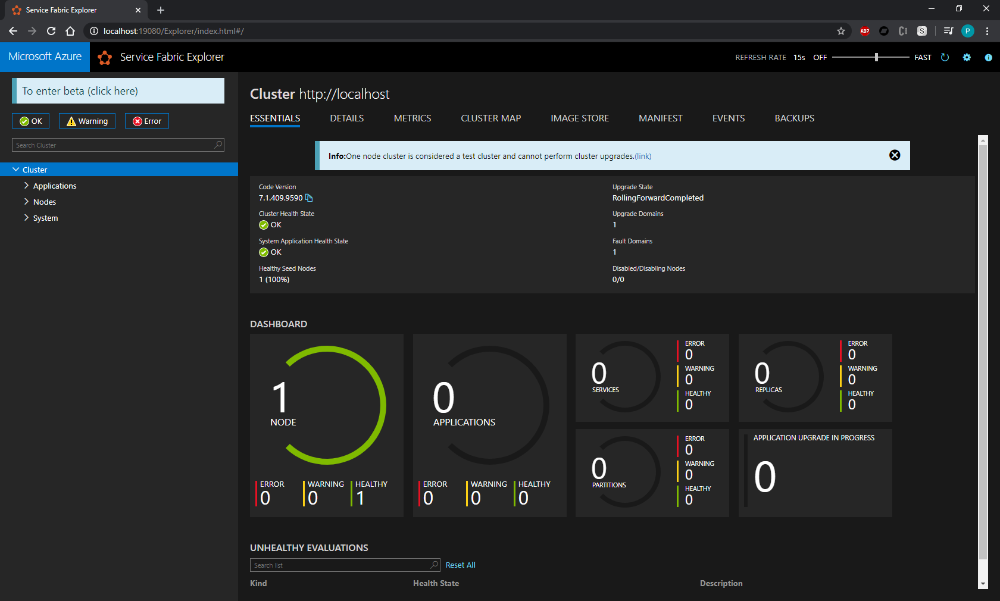 Service Fabric Explorer
localhost:19080/Explorer/index.html#/
ABP
S
P
Microsoft Azure
Service Fabric Explorer
REFRESH RATE 15s OFF FAST
To enter beta (click here)
OK Warning Error
Search Cluster
Cluster
Applications
Nodes
System
Cluster http://localhost
ESSENTIALS DETAILS METRICS CLUSTER MAP IMAGE STORE MANIFEST EVENTS BACKUPS
Info:One node cluster is considered a test cluster and cannot perform cluster upgrades.(link)
Code Version
7.1.409.9590
Cluster Health State
OK
System Application Health State
OK
Healthy Seed Nodes
1 (100%)
Upgrade State
RollingForwardCompleted
Upgrade Domains
1
Fault Domains
1
Disabled/Disabling Nodes
0/0
DASHBOARD
1
NODE
ERROR
0
WARNING
0
HEALTHY
1
0
APPLICATIONS
ERROR
0
WARNING
0
HEALTHY
0
0
SERVICES
ERROR
0
WARNING
0
HEALTHY
0
0
REPLICAS
ERROR
0
WARNING
0
HEALTHY
0
0
PARTITIONS
ERROR
0
WARNING
0
HEALTHY
0
APPLICATION UPGRADE IN PROGRESS
0
UNHEALTHY EVALUATIONS
Search list
Reset All
Kind Health State Description